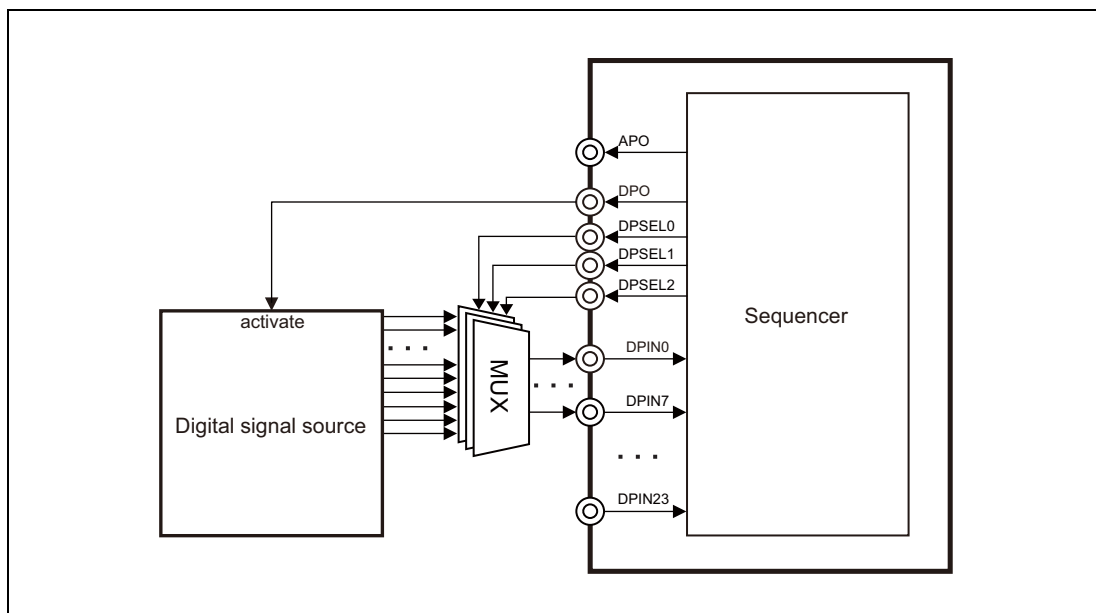 APO
DPO
DPSEL0
DPSEL1
DPSEL2
activate
Sequencer
DPIN0
MUX
DPIN7
Digital signal source
DPIN23